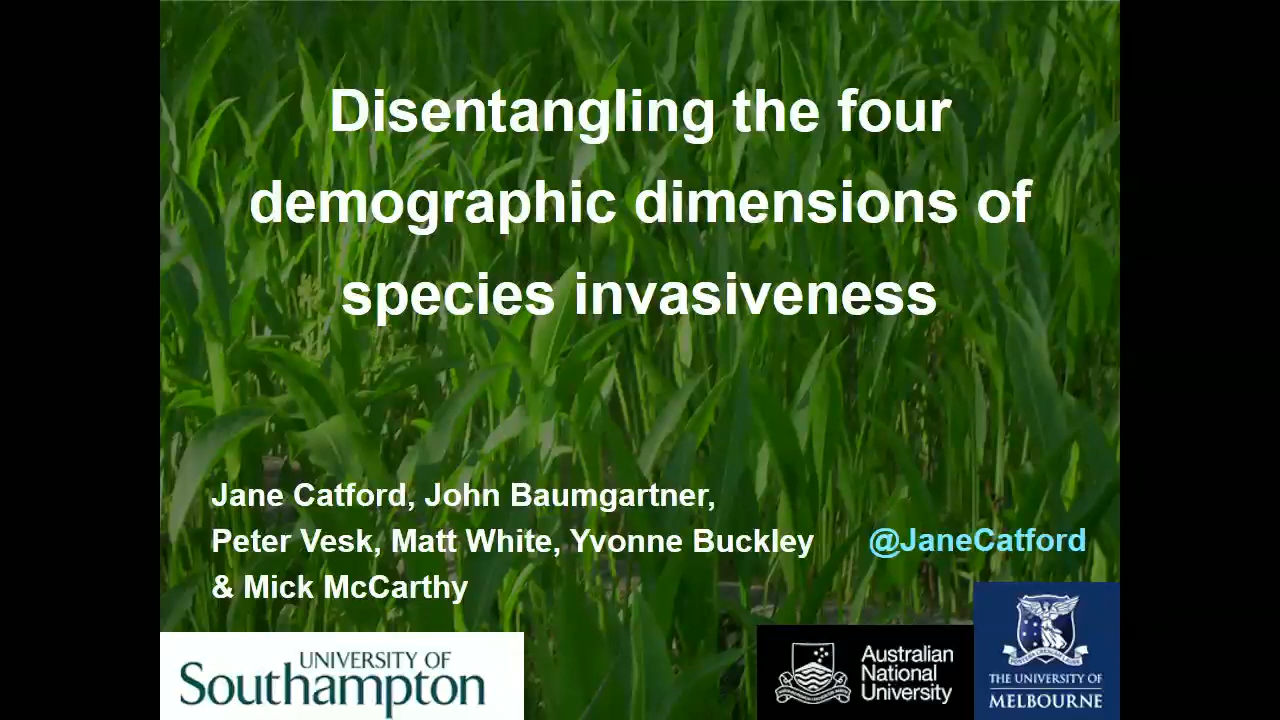 Disentangling the four
demographic dimensions of
species invasiveness
Jane Catford, John Baumgartner,
Peter Vesk, Matt White, Yvonne Buckley
& Mick McCarthy
@JaneCatford
UNIVERSITY OF
Southampton
Australian
National
University
THE UNIVERSITY OF
MELBOURNE